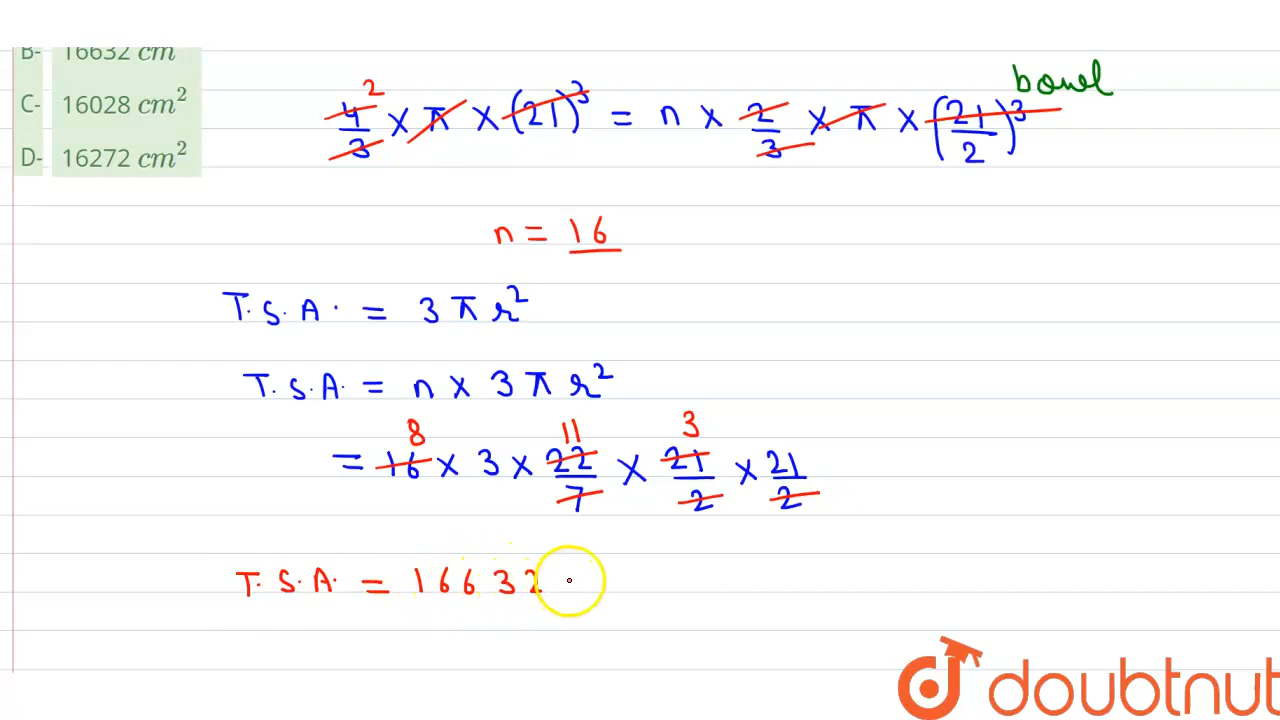 B- 16632 cm
C- 16028 cm²
D- 16272 cm²
bowl
2
4/3 × π × (21)³ = n × 2/3 × π × (21/2)³
n = 16
T.S.A. = 3πr²
T.S.A. = n × 3πr²
8 11 3
= 16 × 3 × 22/7 × 21/2 × 21/2
T.S.A. = 16632
doubtnut